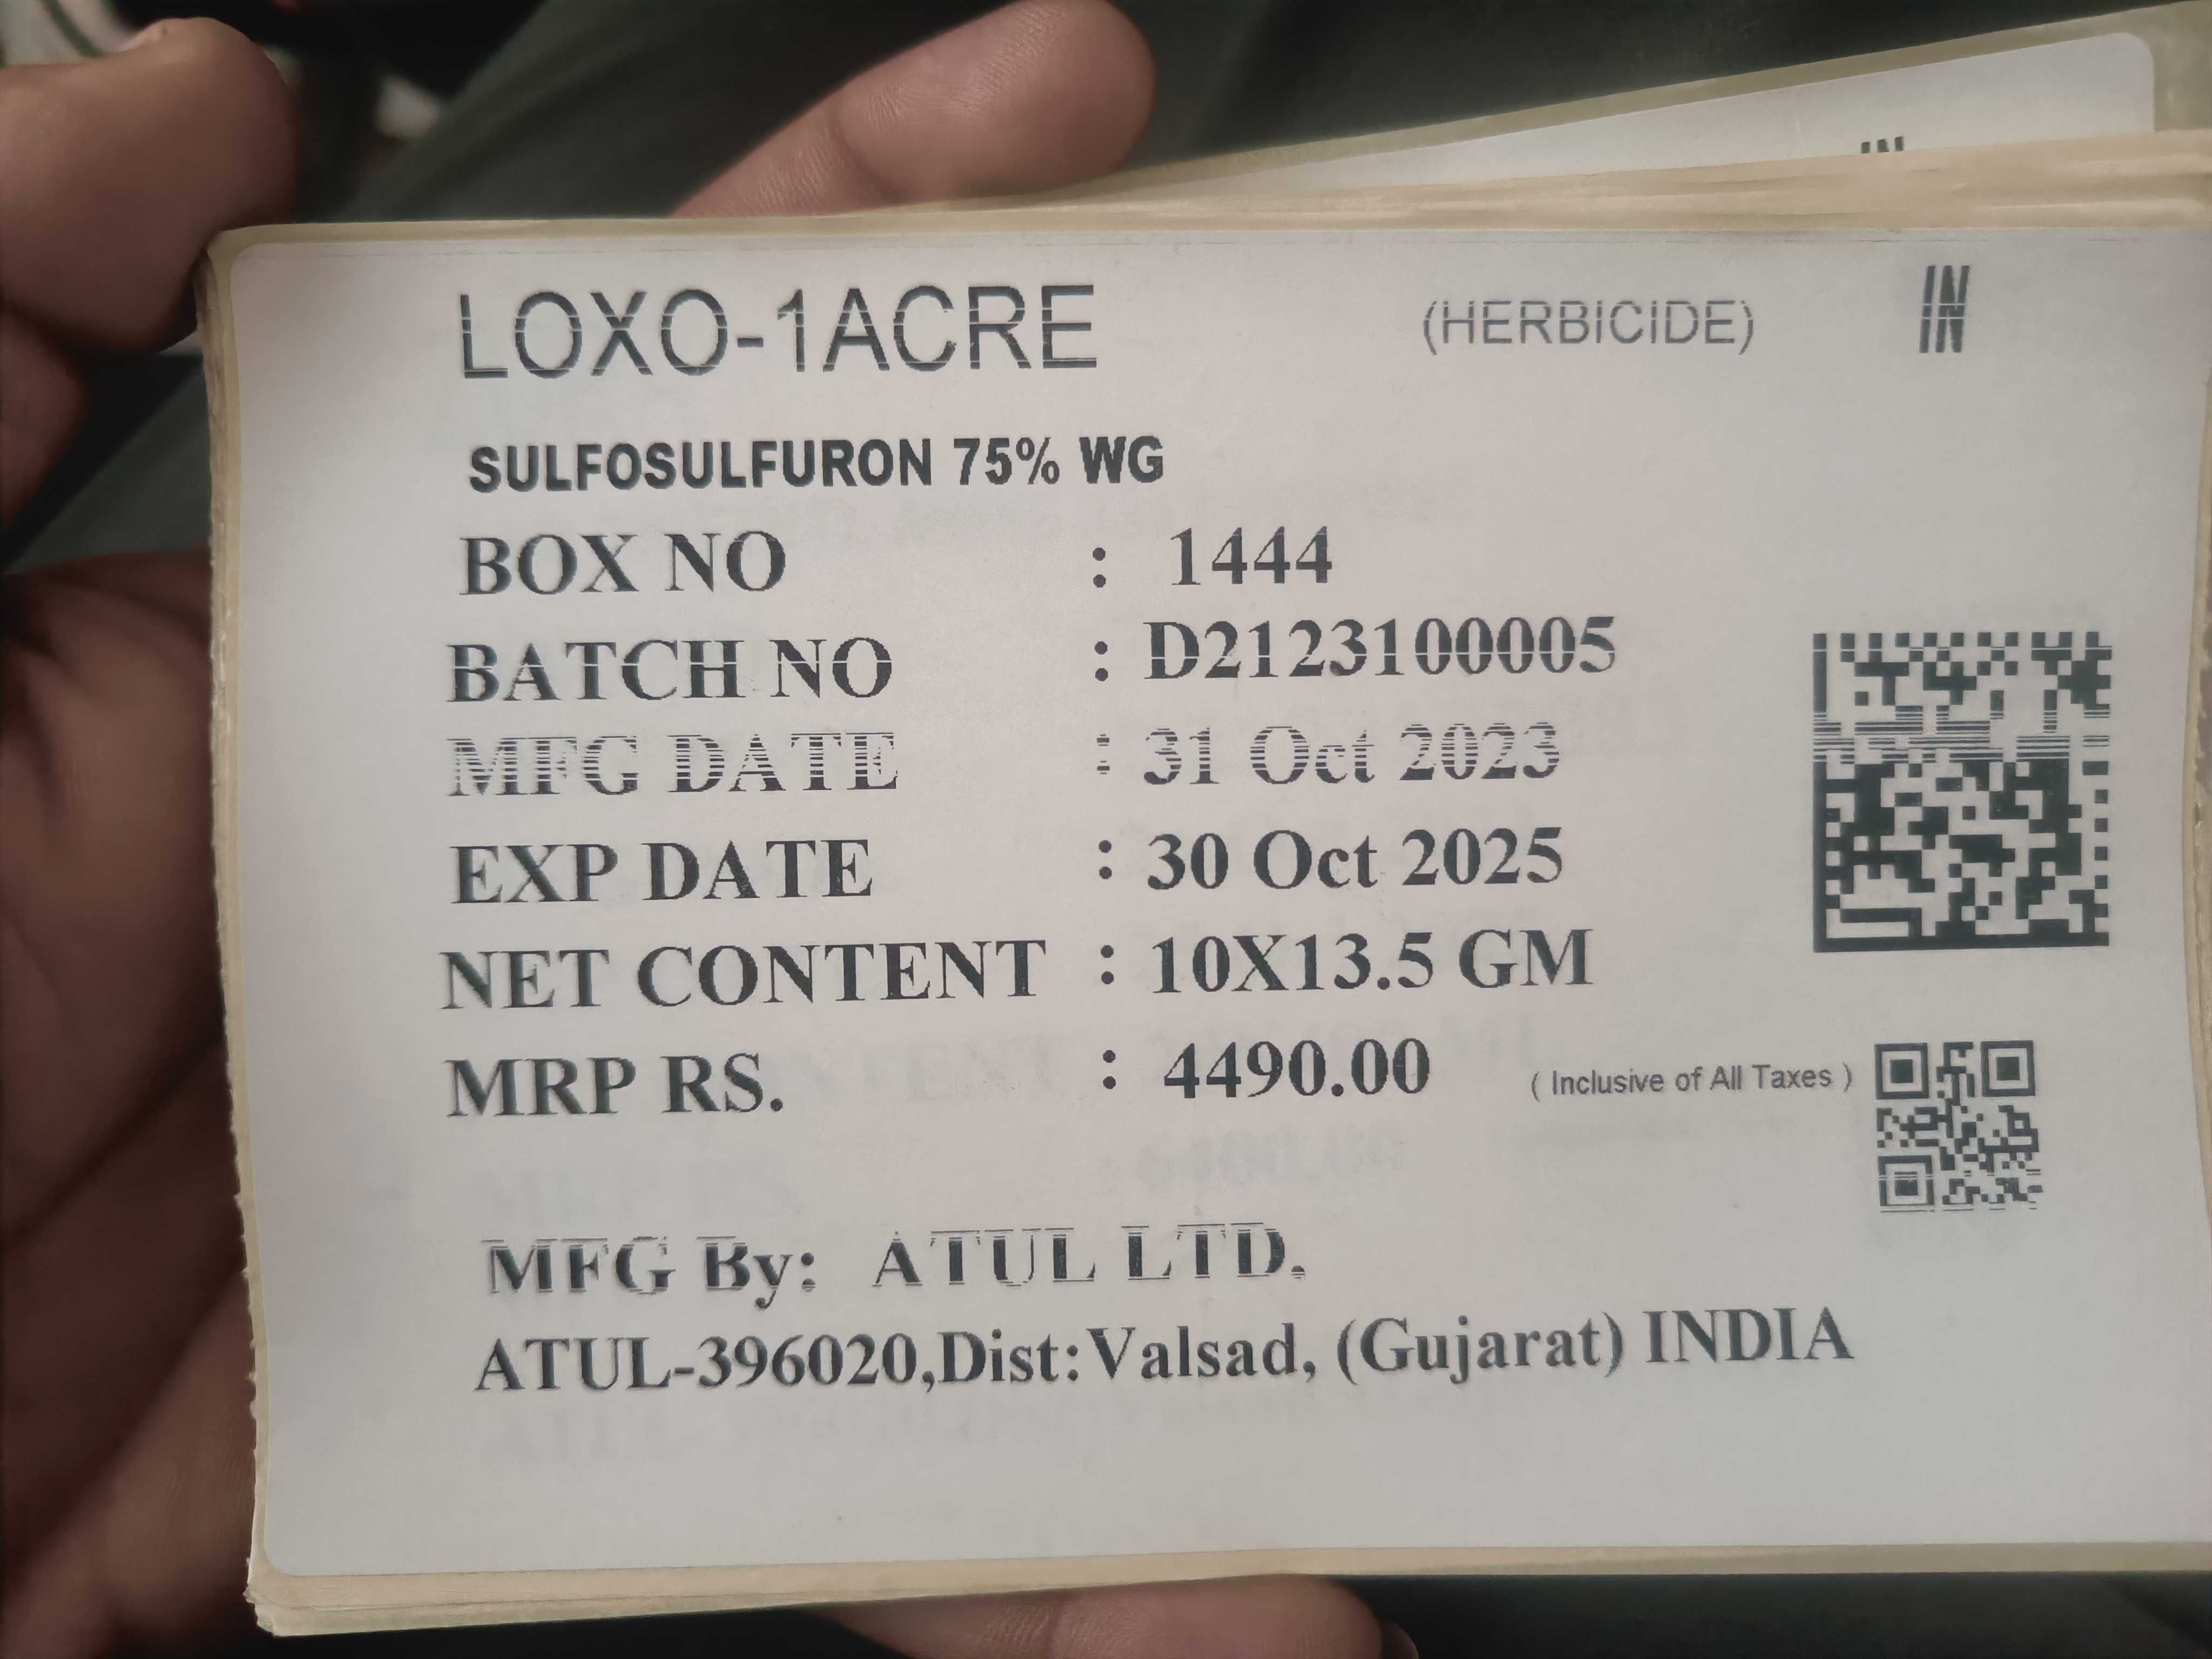 IN
LOXO-1ACRE (HERBICIDE) IN
SULFOSULFURON 75% WG
BOX NO : 1444
BATCH NO : D2123100005
MFG DATE : 31 Oct 2023
EXP DATE : 30 Oct 2025
NET CONTENT : 10X13.5 GM
MRP RS. : 4490.00 ( Inclusive of All Taxes )
MFG By: ATUL LTD.
ATUL-396020,Dist:Valsad, (Gujarat) INDIA